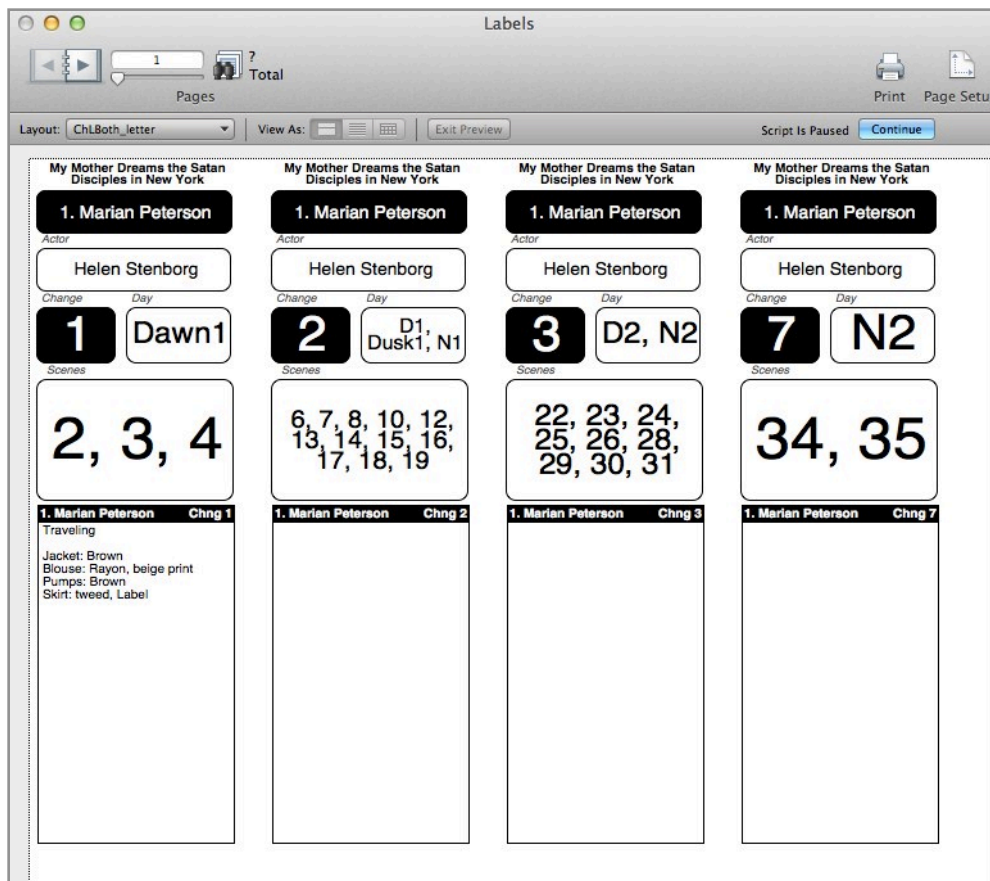 Labels
1
?
Total
Pages
Print
Page Setu
Layout: ChLBoth_letter
View As:
Exit Preview
Script Is Paused
Continue
My Mother Dreams the Satan
Disciples in New York
1. Marian Peterson
Actor
Helen Stenborg
Change Day
1
Dawn1
Scenes
2, 3, 4
1. Marian Peterson Chng 1
Traveling
Jacket: Brown
Blouse: Rayon, beige print
Pumps: Brown
Skirt: tweed, Label
My Mother Dreams the Satan
Disciples in New York
1. Marian Peterson
Actor
Helen Stenborg
Change Day
2
D1,
Dusk1, N1
Scenes
6, 7, 8, 10, 12,
13, 14, 15, 16,
17, 18, 19
1. Marian Peterson Chng 2
My Mother Dreams the Satan
Disciples in New York
1. Marian Peterson
Actor
Helen Stenborg
Change Day
3
D2, N2
Scenes
22, 23, 24,
25, 26, 28,
29, 30, 31
1. Marian Peterson Chng 3
My Mother Dreams the Satan
Disciples in New York
1. Marian Peterson
Actor
Helen Stenborg
Change Day
7
N2
Scenes
34, 35
1. Marian Peterson Chng 7